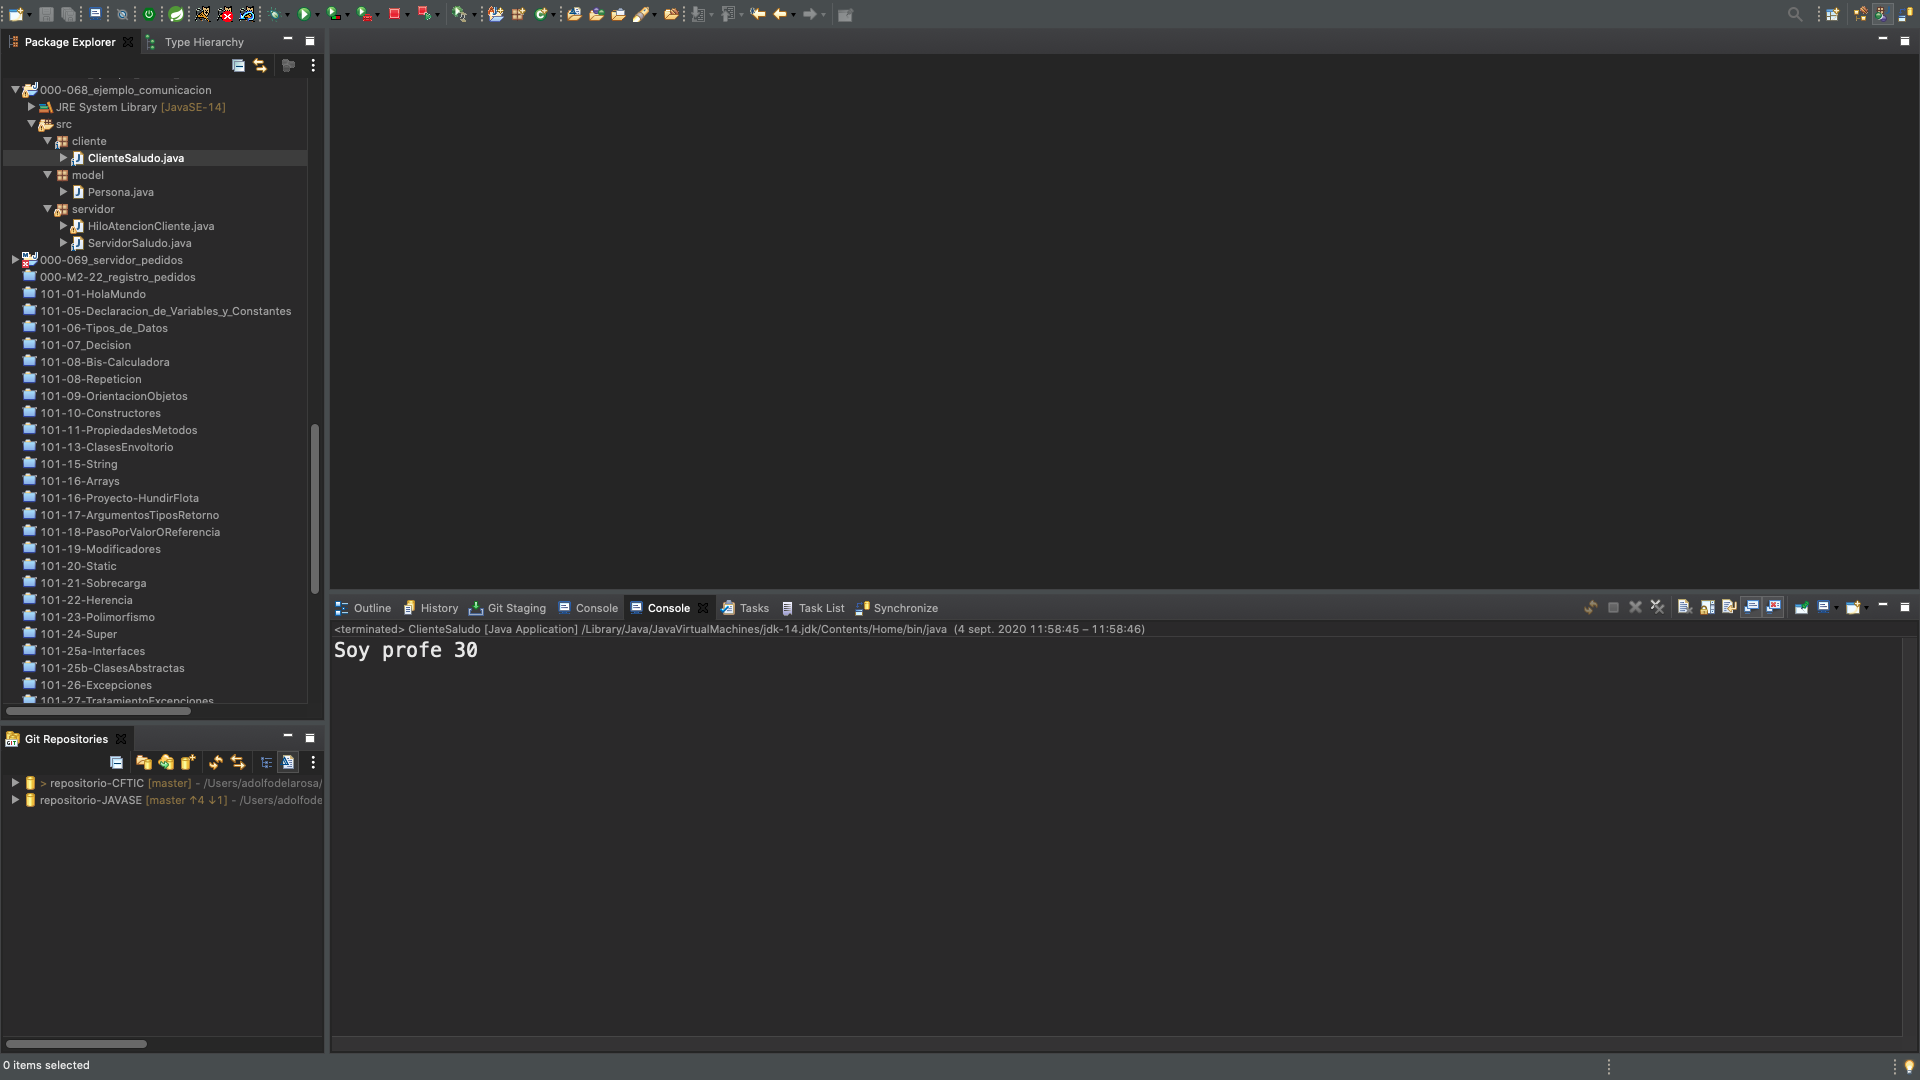 Package Explorer
Type Hierarchy
000-068_ejemplo_comunicacion
JRE System Library [JavaSE-14]
src
cliente
ClienteSaludo.java
model
Persona.java
servidor
HiloAtencionCliente.java
ServidorSaludo.java
000-069_servidor_pedidos
000-M2-22_registro_pedidos
101-01-HolaMundo
101-05-Declaracion_de_Variables_y_Constantes
101-06-Tipos_de_Datos
101-07_Decision
101-08-Bis-Calculadora
101-08-Repeticion
101-09-OrientacionObjetos
101-10-Constructores
101-11-PropiedadesMetodos
101-13-ClasesEnvoltorio
101-15-String
101-16-Arrays
101-16-Proyecto-HundirFlota
101-17-ArgumentosTiposRetorno
101-18-PasoPorValorOReferencia
101-19-Modificadores
101-20-Static
101-21-Sobrecarga
101-22-Herencia
101-23-Polimorfismo
101-24-Super
101-25a-Interfaces
101-25b-ClasesAbstractas
101-26-Excepciones
101-27-TratamientoExcepciones
Git Repositories
> repositorio-CFTIC [master] - /Users/adolfodelarosa/
repositorio-JAVASE [master ↑4 ↓1] - /Users/adolfode
Outline History Git Staging Console Console Tasks Task List Synchronize
<terminated> ClienteSaludo [Java Application] /Library/Java/JavaVirtualMachines/jdk-14.jdk/Contents/Home/bin/java (4 sept. 2020 11:58:45 – 11:58:46)
Soy profe 30
0 items selected